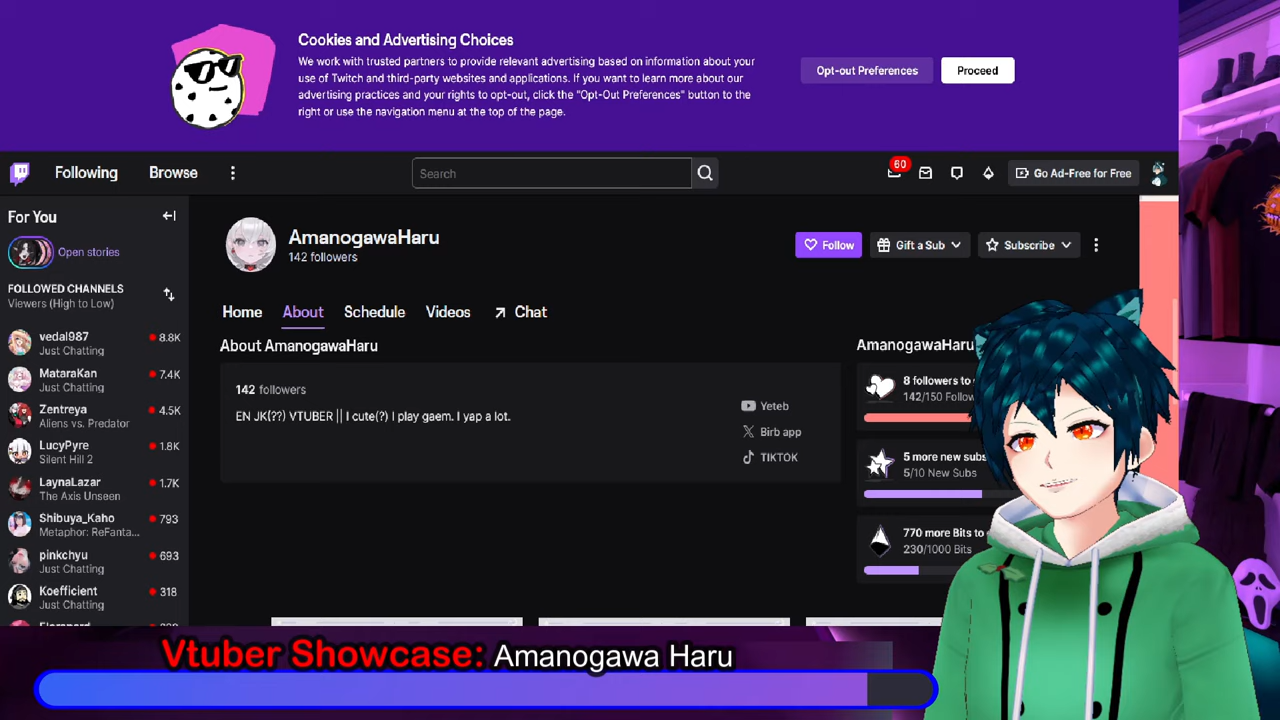 Cookies and Advertising Choices
We work with trusted partners to provide relevant advertising based on information about your
use of Twitch and third-party websites and applications. If you want to learn more about our
advertising practices and your rights to opt-out, click the "Opt-Out Preferences" button to the
right or use the navigation menu at the top of the page.
Opt-out Preferences
Proceed
Following
Browse
Search
60
Go Ad-Free for Free
For You
Open stories
FOLLOWED CHANNELS
Viewers (High to Low)
vedal987
Just Chatting
8.8K
MataraKan
Just Chatting
7.4K
Zentreya
Aliens vs. Predator
4.5K
LucyPyre
Silent Hill 2
1.8K
LaynaLazar
The Axis Unseen
1.7K
Shibuya_Kaho
Metaphor: ReFanta...
793
pinkchyu
Just Chatting
693
Koefficient
Just Chatting
318
AmanogawaHaru
142 followers
Follow
Gift a Sub
Subscribe
Home
About
Schedule
Videos
Chat
About AmanogawaHaru
142 followers
EN JK(??) VTUBER || I cute(?) I play gaem. I yap a lot.
Yeteb
Birb app
TIKTOK
AmanogawaHaru
8 followers to
142/150 Follow
5 more new subs
5/10 New Subs
770 more Bits to
230/1000 Bits
Vtuber Showcase: Amanogawa Haru